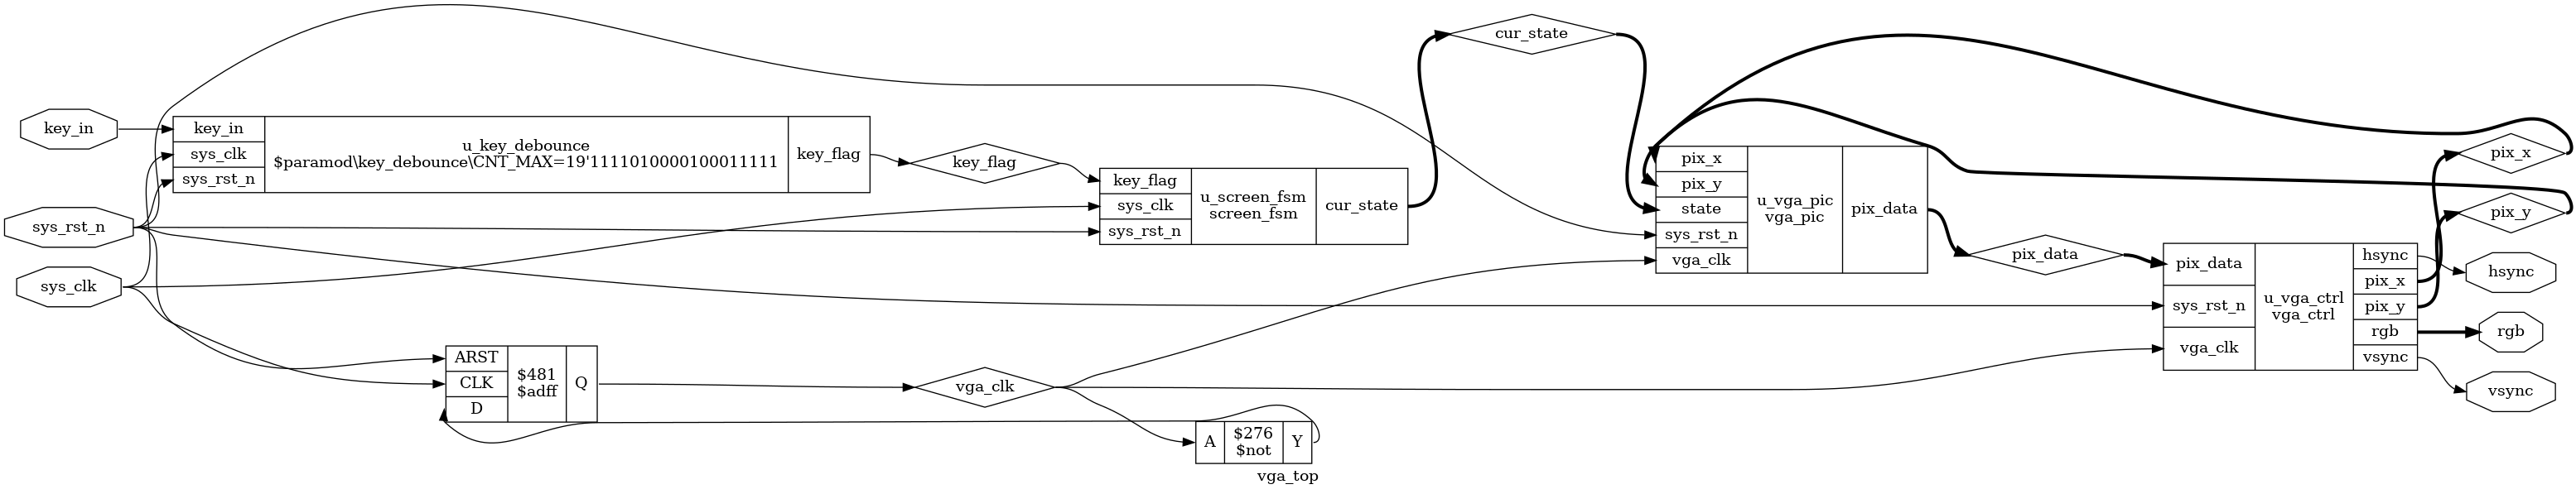 key_in
sys_rst_n
sys_clk
key_in
sys_clk
sys_rst_n
u_key_debounce
$paramod\key_debounce\CNT_MAX=19'1111010000100011111
key_flag
key_flag
key_flag
sys_clk
sys_rst_n
u_screen_fsm
screen_fsm
cur_state
cur_state
pix_x
pix_y
state
sys_rst_n
vga_clk
u_vga_pic
vga_pic
pix_data
pix_data
pix_data
sys_rst_n
vga_clk
u_vga_ctrl
vga_ctrl
hsync
pix_x
pix_y
rgb
vsync
pix_x
pix_y
hsync
rgb
vsync
ARST
CLK
D
$481
$adff
Q
vga_clk
A
$276
$not
Y
vga_top